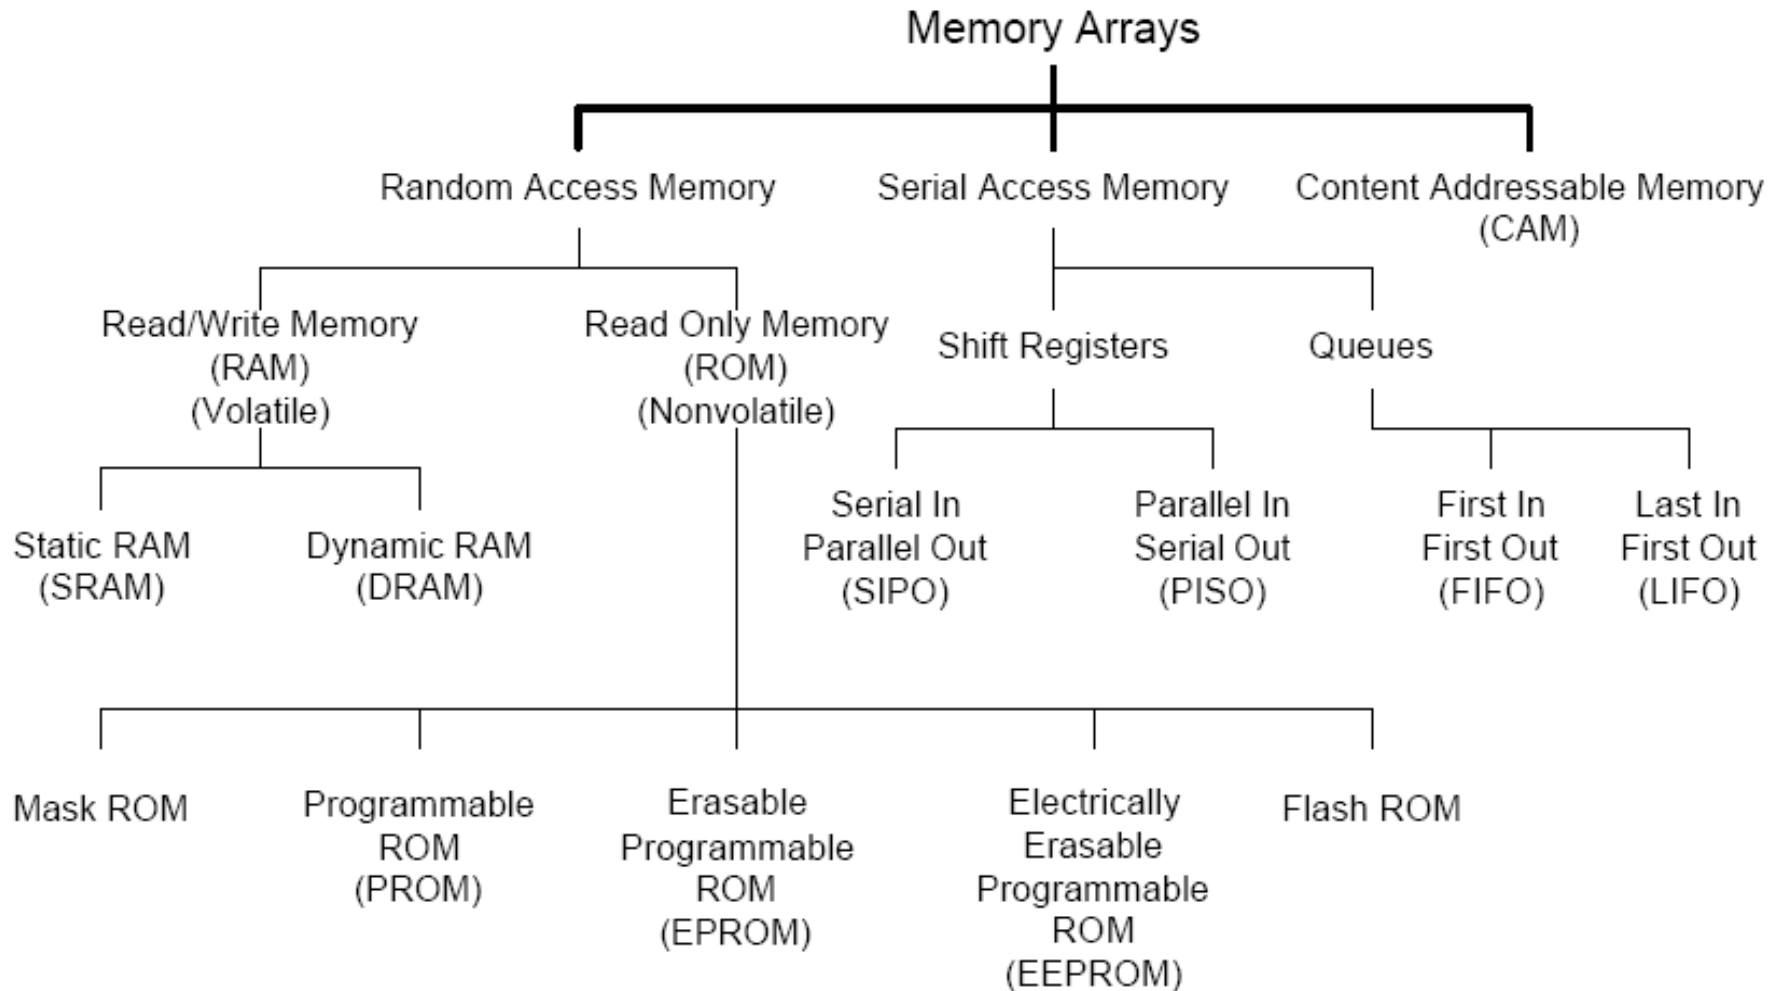 Memory Arrays
Random Access Memory
Serial Access Memory
Content Addressable Memory
(CAM)
Read/Write Memory
(RAM)
(Volatile)
Read Only Memory
(ROM)
(Nonvolatile)
Shift Registers
Queues
Static RAM
(SRAM)
Dynamic RAM
(DRAM)
Serial In
Parallel Out
(SIPO)
Parallel In
Serial Out
(PISO)
First In
First Out
(FIFO)
Last In
First Out
(LIFO)
Mask ROM
Programmable
ROM
(PROM)
Erasable
Programmable
ROM
(EPROM)
Electrically
Erasable
Programmable
ROM
(EEPROM)
Flash ROM